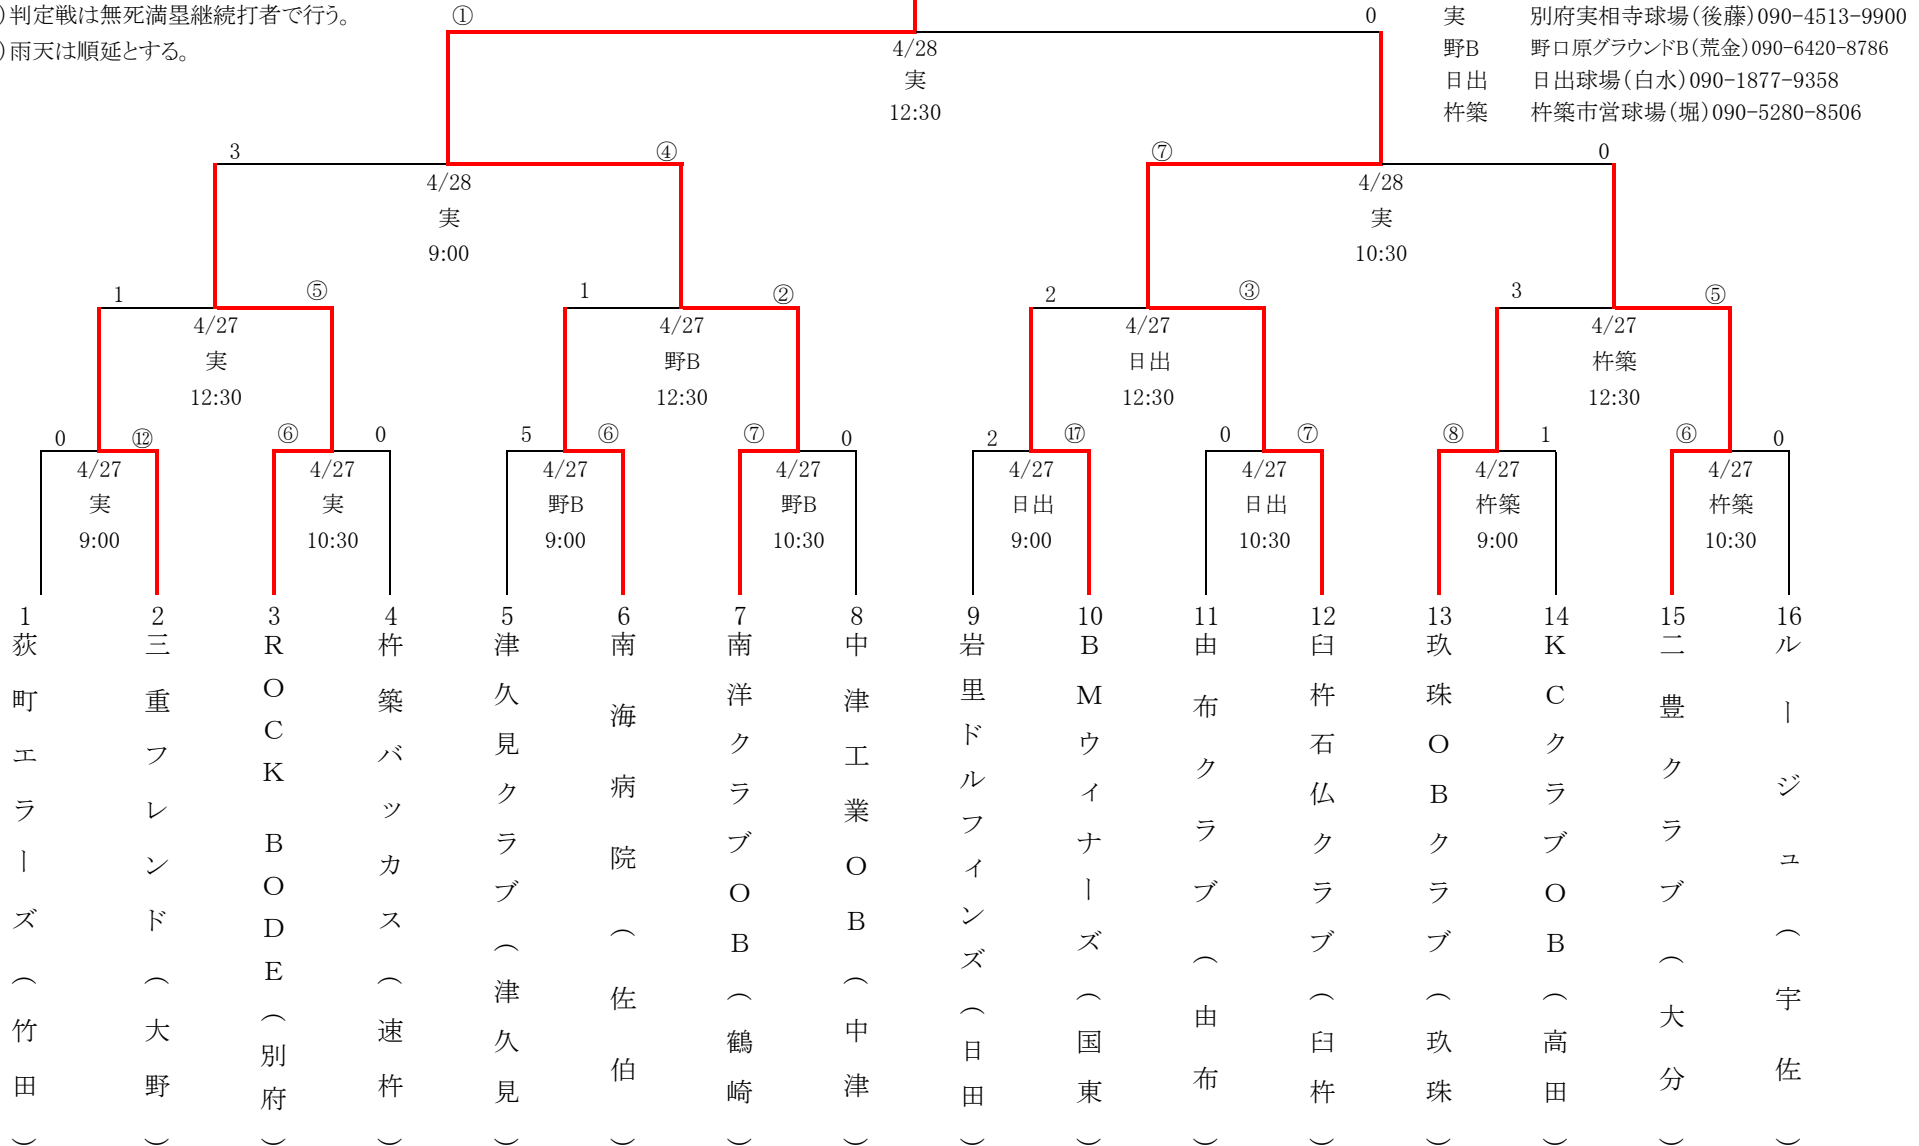 )判定戦は無死満塁継続打者で行う。
)雨天は順延とする。
実 別府実相寺球場(後藤)090-4513-9900
野B 野口原グラウンドB(荒金)090-6420-8786
日出 日出球場(白水)090-1877-9358
杵築 杵築市営球場(堀)090-5280-8506
① 0
4/28
実
12:30
3 ④ ⑦ 0
4/28 4/28
実 実
9:00 10:30
1 ⑤ 1 ② 2 ③ 3 ⑤
4/27 4/27 4/27 4/27
実 野B 日出 杵築
12:30 12:30 12:30 12:30
0 ⑫ ⑥ 0 5 ⑥ ⑦ 0 2 ⑰ 0 ⑦ ⑧ 1 ⑥ 0
4/27 4/27 4/27 4/27 4/27 4/27 4/27 4/27
実 実 野B 野B 日出 日出 杵築 杵築
9:00 10:30 9:00 10:30 9:00 10:30 9:00 10:30
1 2 3 4 5 6 7 8 9 10 11 12 13 14 15 16
荻町エラーズ(竹田)
三重フレンド(大野)
ROCK BODE(別府)
杵築バッカス(速杵)
津久見クラブ(津久見)
南海病院(佐伯)
南洋クラブOB(鶴崎)
中津工業OB(中津)
岩里ドルフィンズ(日田)
BMウィナーズ(国東)
由布クラブ(由布)
臼杵石仏クラブ(臼杵)
玖珠OBクラブ(玖珠)
KCクラブOB(高田)
二豊クラブ(大分)
ルージュ(宇佐)